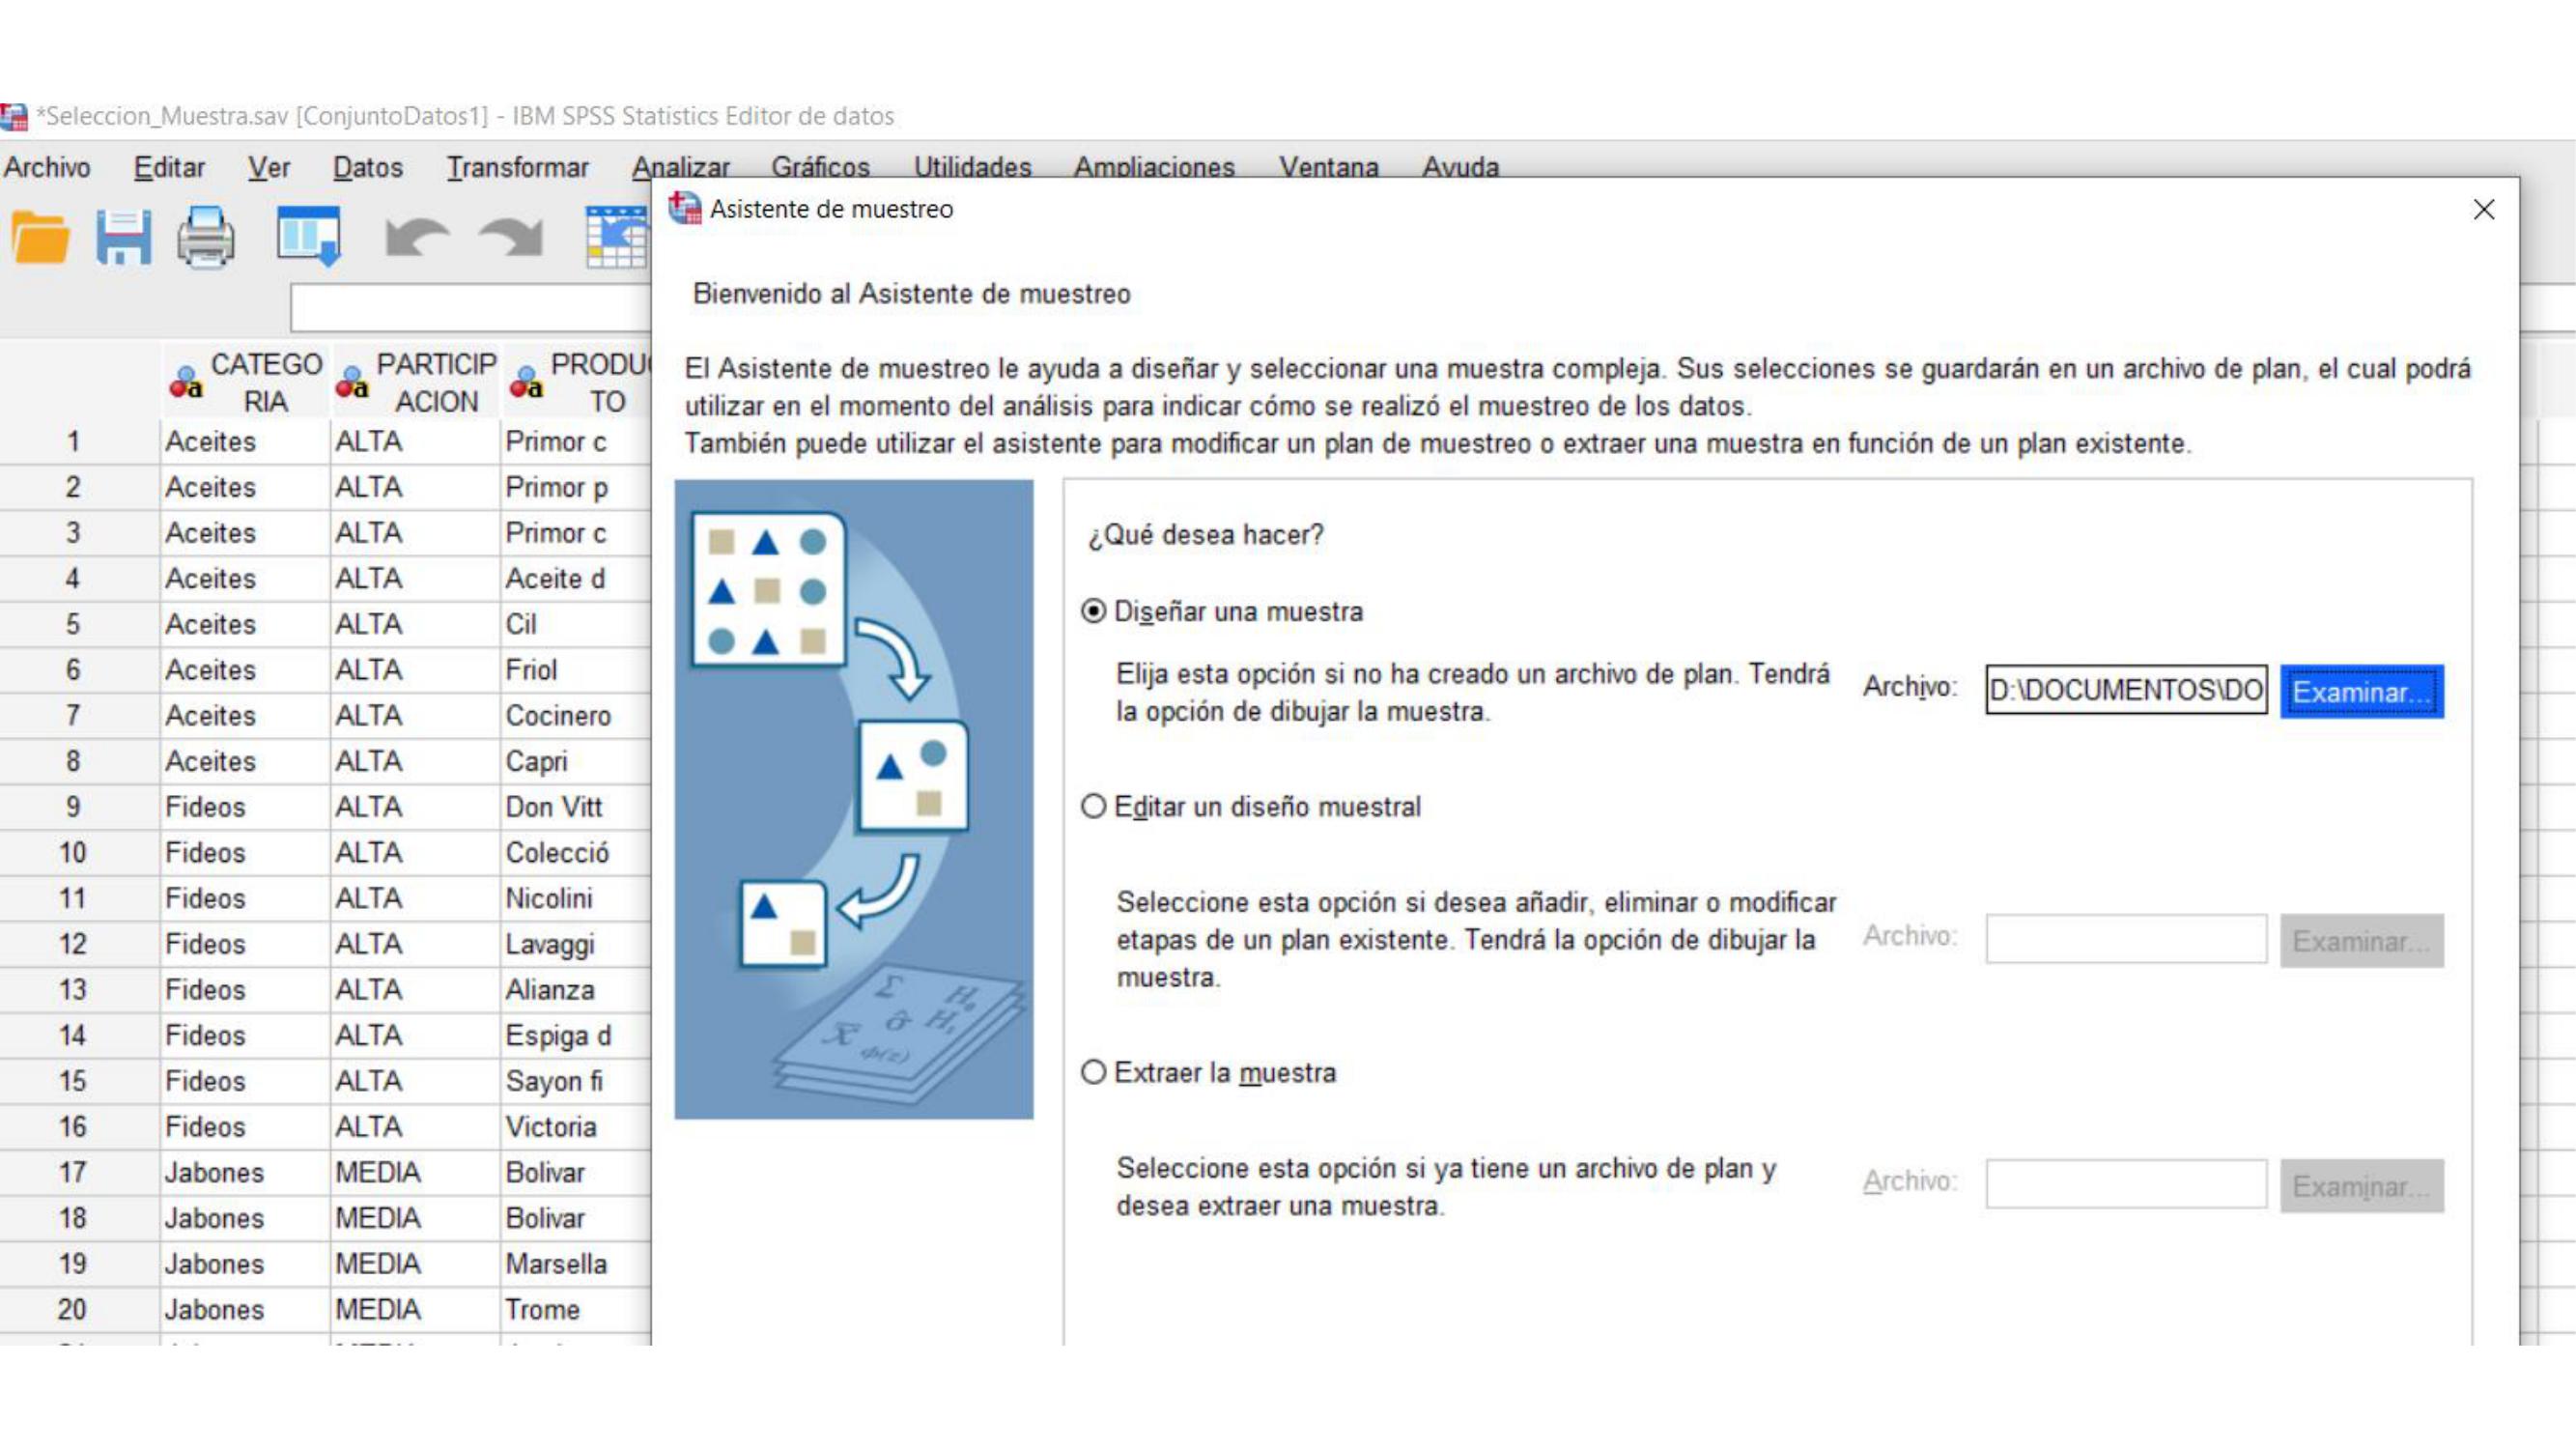 *Seleccion_Muestra.sav [ConjuntoDatos1] - IBM SPSS Statistics Editor de datos
Archivo Editar Ver Datos Transformar Analizar Gráficos Utilidades Ampliaciones Ventana Ayuda
Asistente de muestreo
Bienvenido al Asistente de muestreo
El Asistente de muestreo le ayuda a diseñar y seleccionar una muestra compleja. Sus selecciones se guardarán en un archivo de plan, el cual podrá
utilizar en el momento del análisis para indicar cómo se realizó el muestreo de los datos.
También puede utilizar el asistente para modificar un plan de muestreo o extraer una muestra en función de un plan existente.
¿Qué desea hacer?
Diseñar una muestra
Elija esta opción si no ha creado un archivo de plan. Tendrá
la opción de dibujar la muestra.
Archivo: D:\DOCUMENTOS\DO Examinar...
Editar un diseño muestral
Seleccione esta opción si desea añadir, eliminar o modificar
etapas de un plan existente. Tendrá la opción de dibujar la
muestra.
Archivo: Examinar...
Extraer la muestra
Seleccione esta opción si ya tiene un archivo de plan y
desea extraer una muestra.
Archivo: Examinar...
CATEGO PARTICIP PRODU
RIA ACION TO
1 Aceites ALTA Primor c
2 Aceites ALTA Primor p
3 Aceites ALTA Primor c
4 Aceites ALTA Aceite d
5 Aceites ALTA Cil
6 Aceites ALTA Friol
7 Aceites ALTA Cocinero
8 Aceites ALTA Capri
9 Fideos ALTA Don Vitt
10 Fideos ALTA Colecció
11 Fideos ALTA Nicolini
12 Fideos ALTA Lavaggi
13 Fideos ALTA Alianza
14 Fideos ALTA Espiga d
15 Fideos ALTA Sayon fi
16 Fideos ALTA Victoria
17 Jabones MEDIA Bolivar
18 Jabones MEDIA Bolivar
19 Jabones MEDIA Marsella
20 Jabones MEDIA Trome